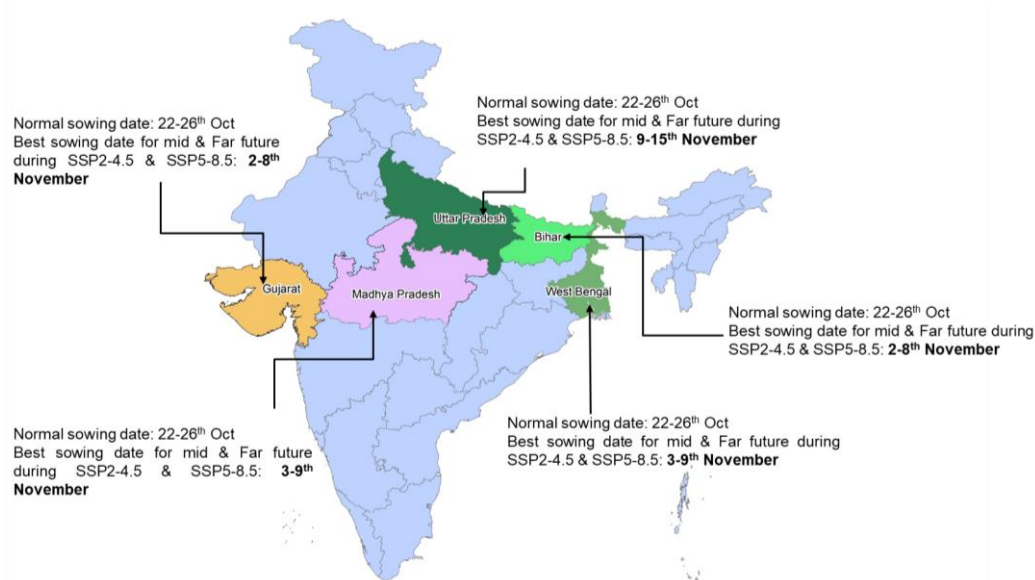 Normal sowing date: 22-26th Oct
Best sowing date for mid & Far future during
SSP2-4.5 & SSP5-8.5: 9-15th November
Normal sowing date: 22-26th Oct
Best sowing date for mid & Far future
during SSP2-4.5 & SSP5-8.5: 2-8th
November
Uttar Pradesh
Bihar
Gujarat
Madhya Pradesh
West Bengal
Normal sowing date: 22-26th Oct
Best sowing date for mid & Far future during
SSP2-4.5 & SSP5-8.5: 2-8th November
Normal sowing date: 22-26th Oct
Best sowing date for mid & Far future during
SSP2-4.5 & SSP5-8.5: 3-9th November
Normal sowing date: 22-26th Oct
Best sowing date for mid & Far future
during SSP2-4.5 & SSP5-8.5: 3-9th
November